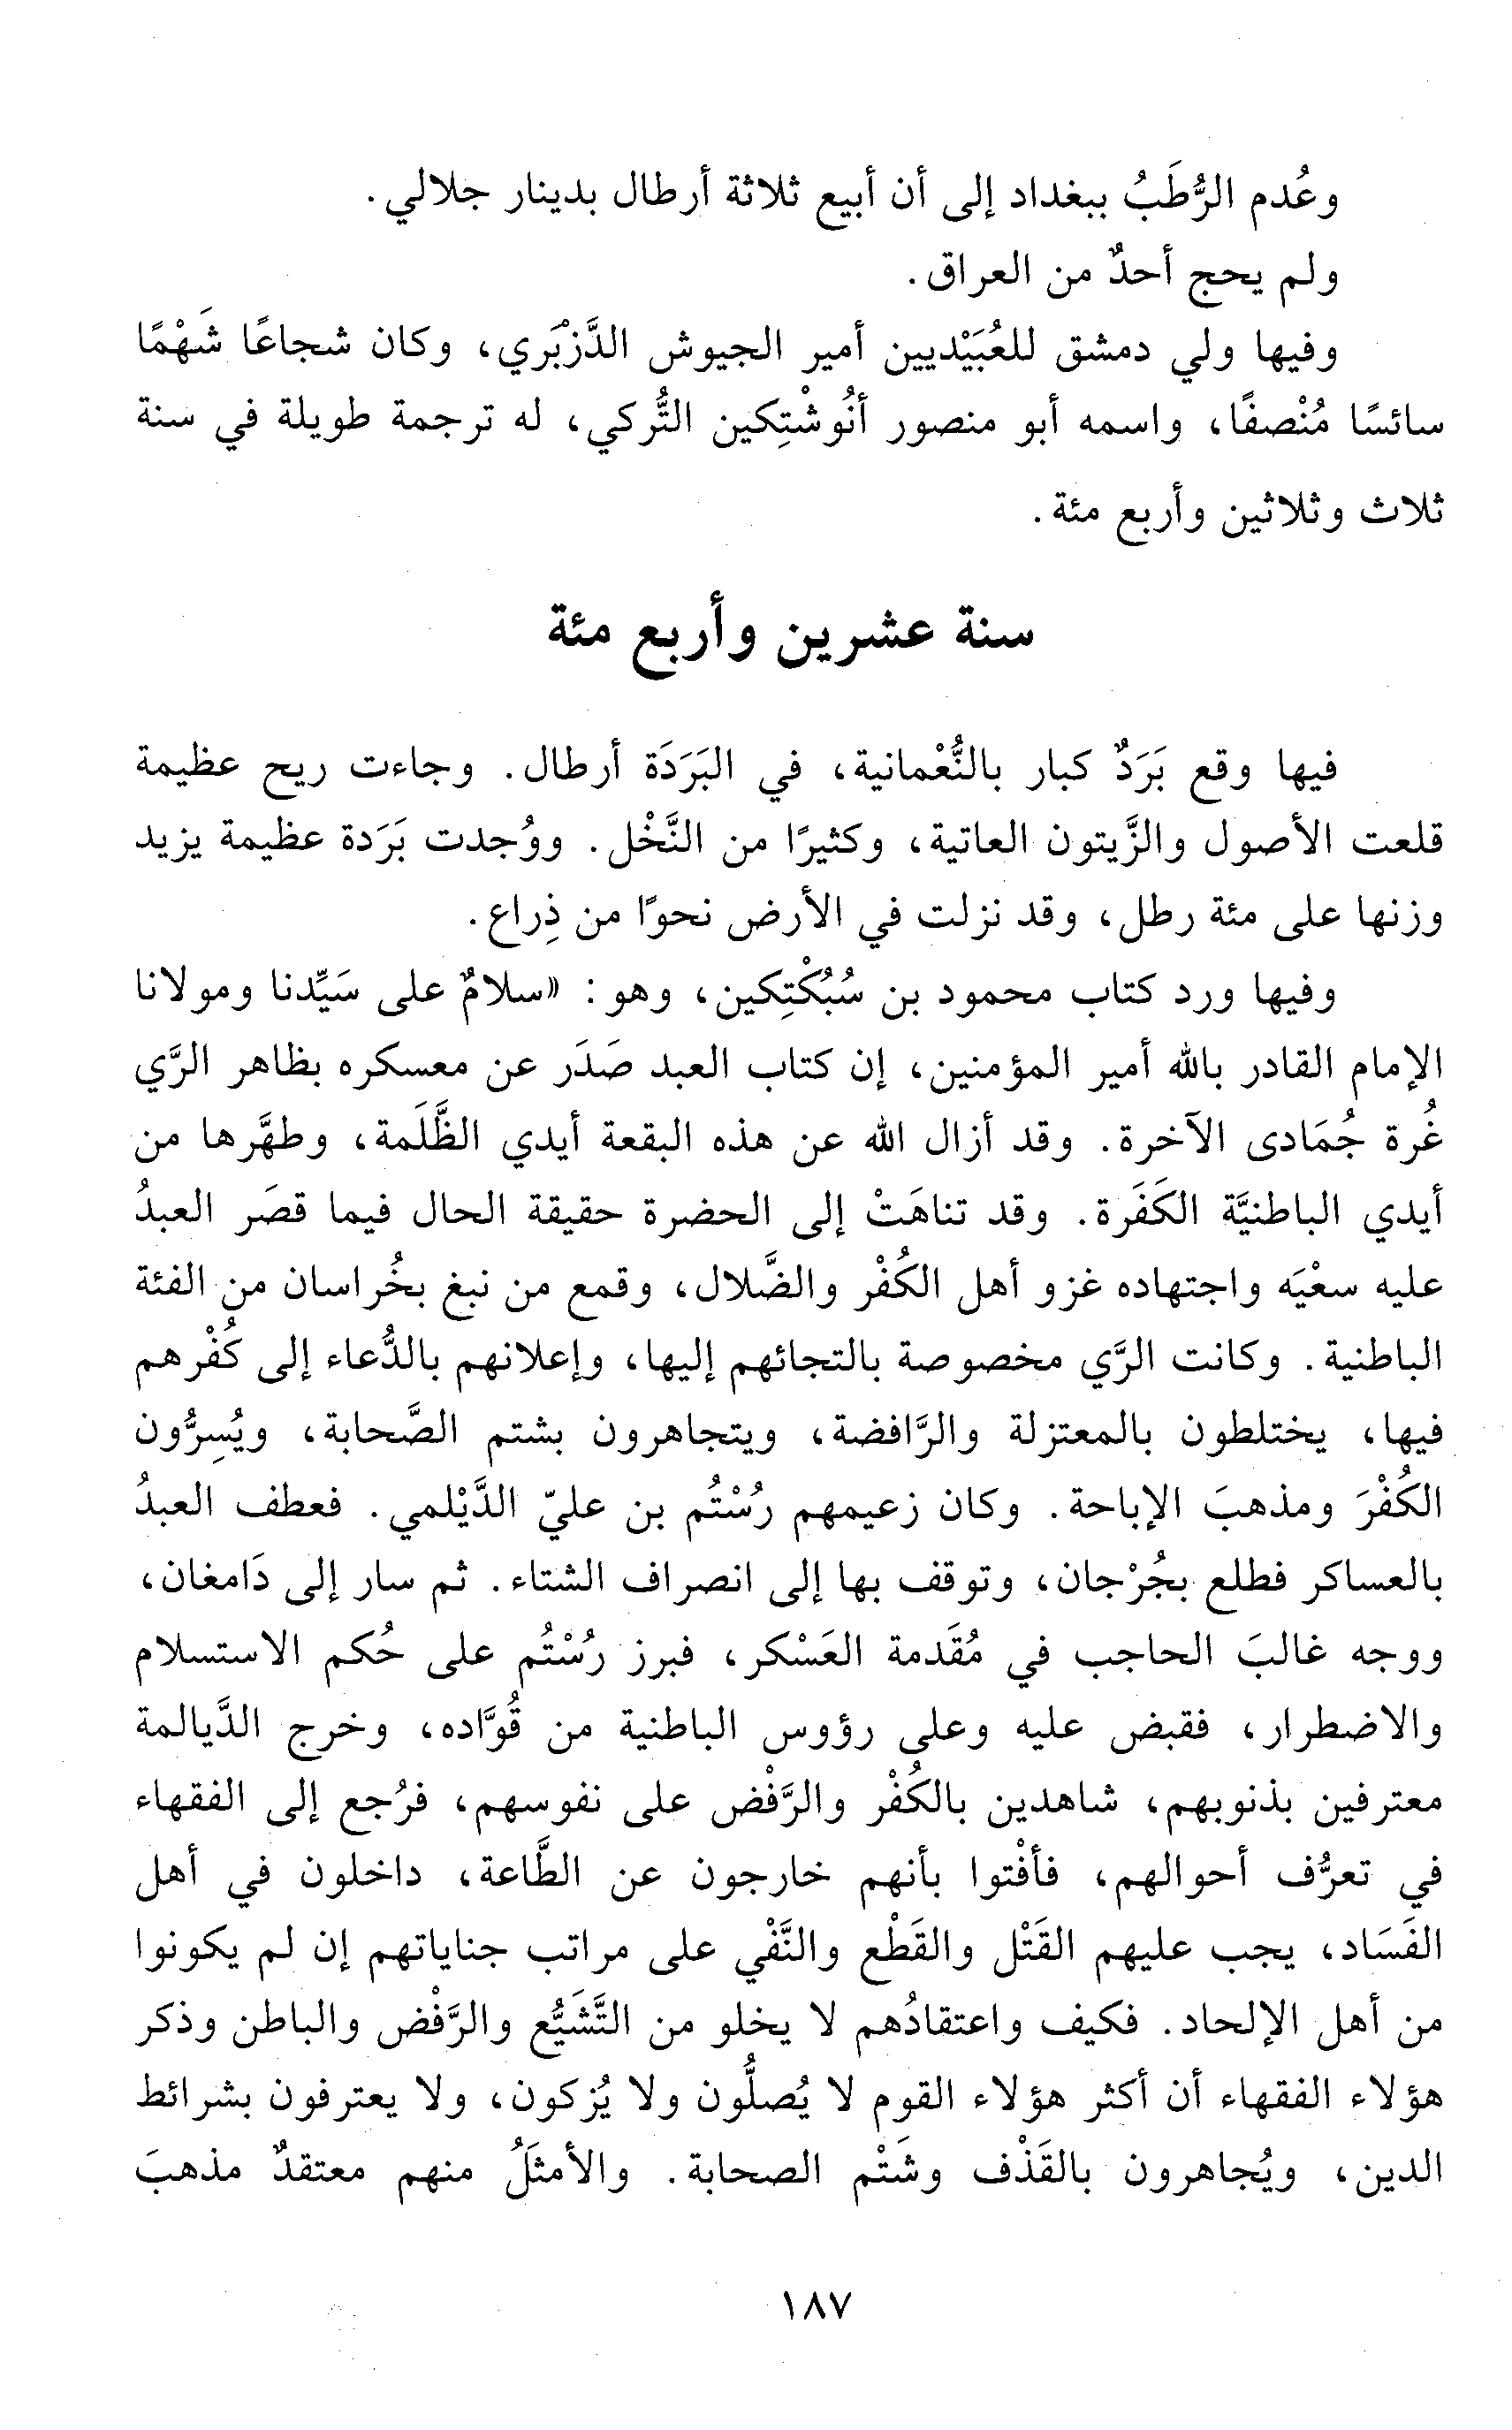 وعُدم الرُّطَبُ ببغداد إلى أن أبيع ثلاثة أرطال بدينار جلالي.
ولم يحج أحدٌ من العراق.
وفيها ولي دمشق للعُبَيْديين أمير الجيوش الدَّزْبَري، وكان شجاعًا شَهْمًا
سائسًا مُنْصفًا، واسمه أبو منصور أنُوشْتِكين التُّركي، له ترجمة طويلة في سنة
ثلاث وثلاثين وأربع مئة.
سنة عشرين وأربع مئة
فيها وقع بَرَدٌ كبار بالنُّعْمانية، في البَرَدَة أرطال. وجاءت ريح عظيمة
قلعت الأصول والزَّيتون العاتية، وكثيرًا من النَّخْل. ووُجدت بَرَدة عظيمة يزيد
وزنها على مئة رطل، وقد نزلت في الأرض نحوًا من ذِراع.
وفيها ورد كتاب محمود بن سُبُكْتِكين، وهو: «سلامٌ على سَيِّدنا ومولانا
الإمام القادر بالله أمير المؤمنين، إن كتاب العبد صَدَر عن معسكره بظاهر الرَّي
غُرة جُمَادى الآخرة. وقد أزال الله عن هذه البقعة أيدي الظَّلَمة، وطهَّرها من
أيدي الباطنيَّة الكَفَرة. وقد تناهَتْ إلى الحضرة حقيقة الحال فيما قصَر العبدُ
عليه سعْيَه واجتهاده غزو أهل الكُفْر والضَّلال، وقمع من نبغ بخُراسان من الفئة
الباطنية. وكانت الرَّي مخصوصة بالتجائهم إليها، وإعلانهم بالدُّعاء إلى كُفْرهم
فيها، يختلطون بالمعتزلة والرَّافضة، ويتجاهرون بشتم الصَّحابة، ويُسِرُّون
الكُفْرَ ومذهبَ الإباحة. وكان زعيمهم رُسْتُم بن عليّ الدَّيْلمي. فعطف العبدُ
بالعساكر فطلع بجُرْجان، وتوقف بها إلى انصراف الشتاء. ثم سار إلى دَامغان،
ووجه غالبَ الحاجب في مُقَدمة العَسْكر، فبرز رُسْتُم على حُكم الاستسلام
والاضطرار، فقبض عليه وعلى رؤوس الباطنية من قُوَّاده، وخرج الدَّيالمة
معترفين بذنوبهم، شاهدين بالكُفْر والرَّفْض على نفوسهم، فرُجع إلى الفقهاء
في تعرُّف أحوالهم، فأفْتوا بأنهم خارجون عن الطَّاعة، داخلون في أهل
الفَسَاد، يجب عليهم القَتْل والقَطْع والنَّفْي على مراتب جناياتهم إن لم يكونوا
من أهل الإلحاد. فكيف واعتقادُهم لا يخلو من التَّشَيُّع والرَّفْض والباطن وذكر
هؤلاء الفقهاء أن أكثر هؤلاء القوم لا يُصلُّون ولا يُزكون، ولا يعترفون بشرائط
الدين، ويُجاهرون بالقَذْف وشَتْم الصحابة. والأمثَلُ منهم معتقدٌ مذهبَ
١٨٧